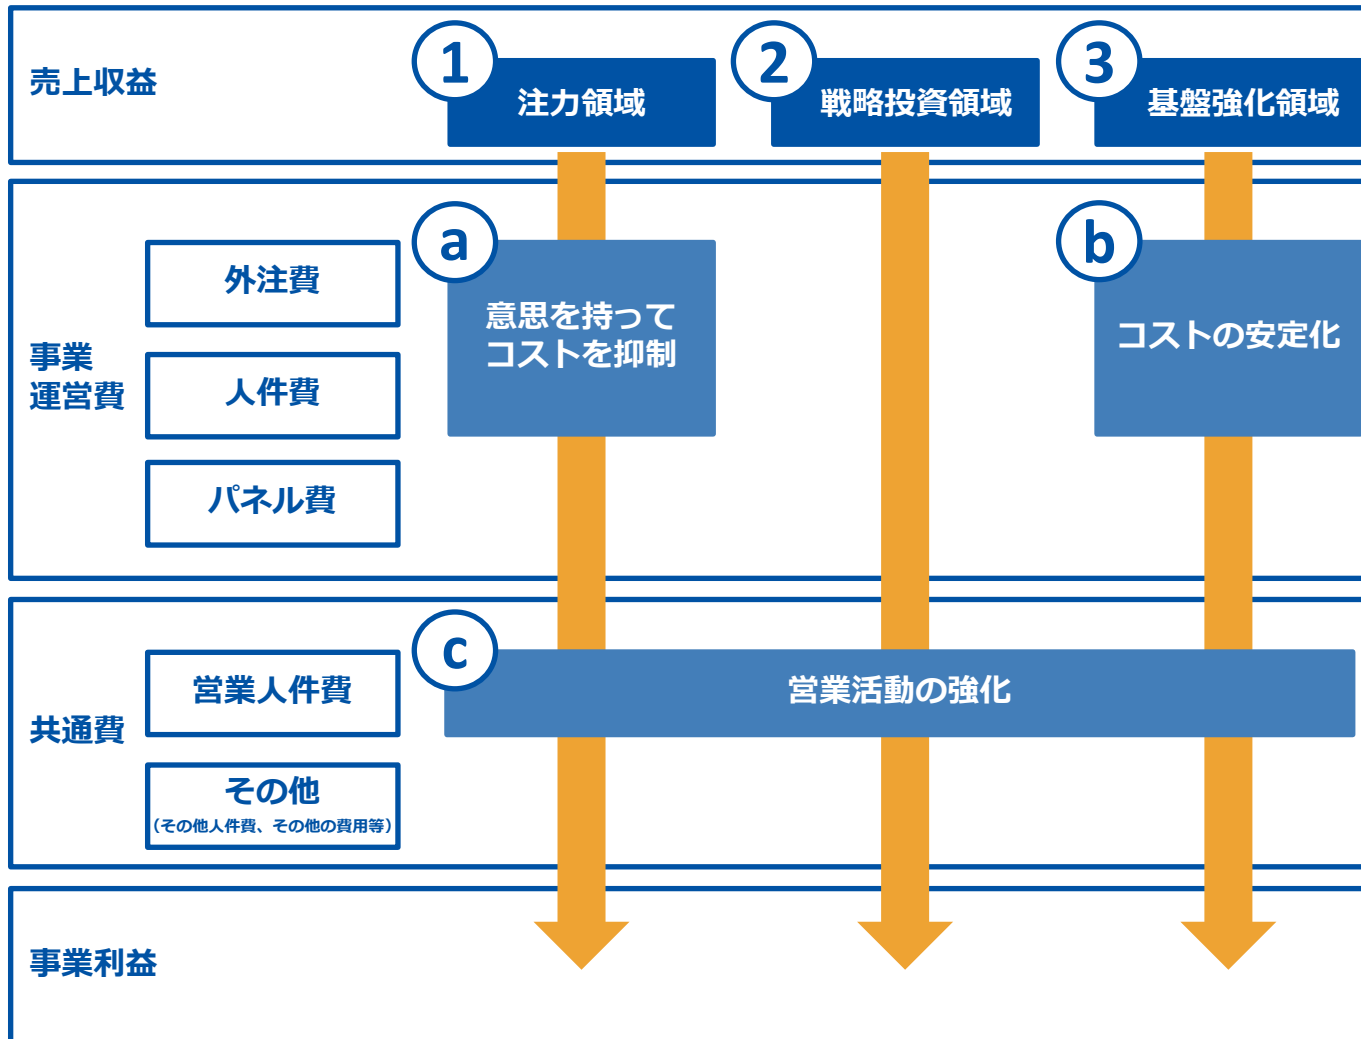 売上収益
1
注力領域
2
戦略投資領域
3
基盤強化領域
事業
運営費
外注費
人件費
パネル費
a
意思を持って
コストを抑制
b
コストの安定化
共通費
営業人件費
その他
（その他人件費、その他の費用等）
c
営業活動の強化
事業利益